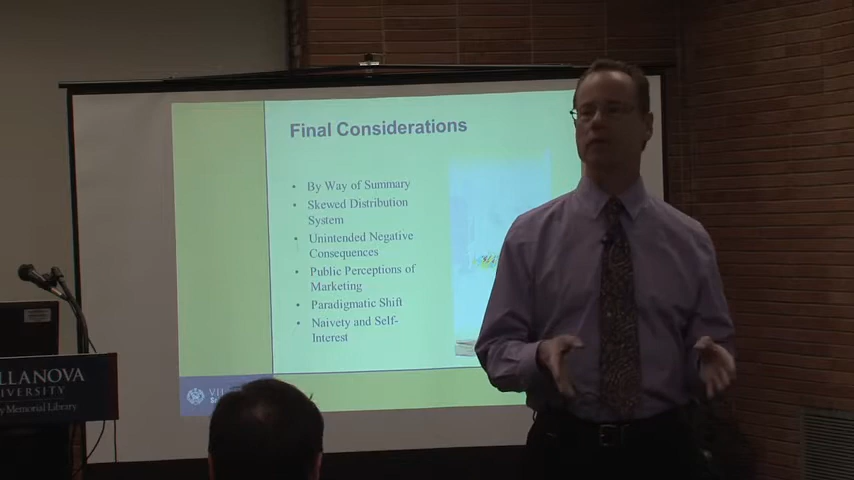 Final Considerations
• By Way of Summary
• Skewed Distribution
System
• Unintended Negative
Consequences
• Public Perceptions of
Marketing
• Paradigmatic Shift
• Naivety and Self-
Interest
LLANOVA
IVERSITY
Memorial Library